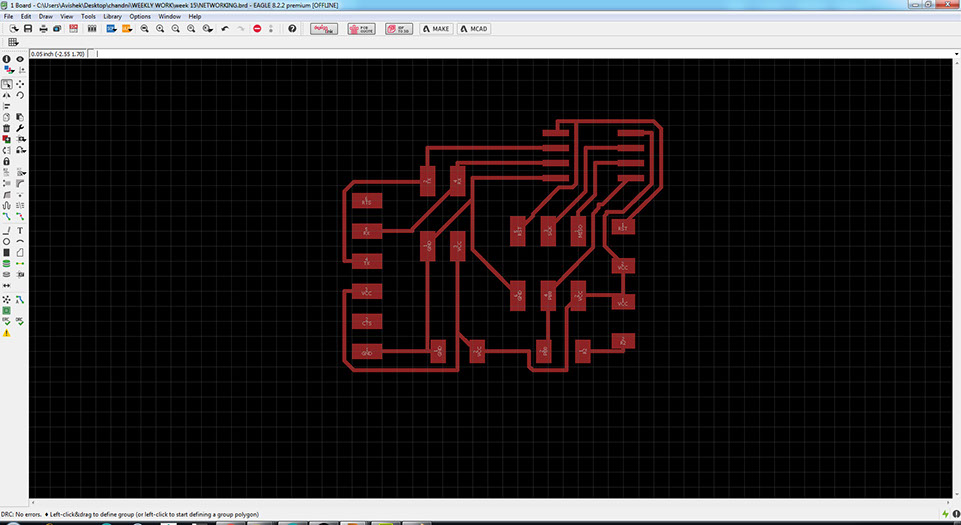 1 Board - C:\Users\Avishek\Desktop\chandni\WEEKLY WORK\week 15\NETWORKING.brd - EAGLE 8.2.2 premium [OFFLINE]
File Edit Draw View Tools Library Options Window Help
MAKE MCAD
0.05 inch (-2.55 1.70)
TX
RTS
RX
GND
VCC
RST
SCK
MISO
RST
TX
VCC
VCC
GND
VCC
VCC
CTS
GND
GND
VCC
DRC: No errors. ♦ Left-click&drag to define group (or left-click to start defining a group polygon)